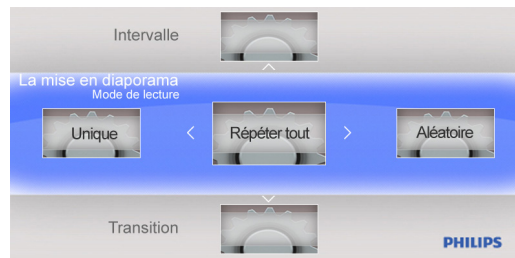 Intervalle
La mise en diaporama
Mode de lecture
Unique
Répéter tout
Aléatoire
Transition
PHILIPS